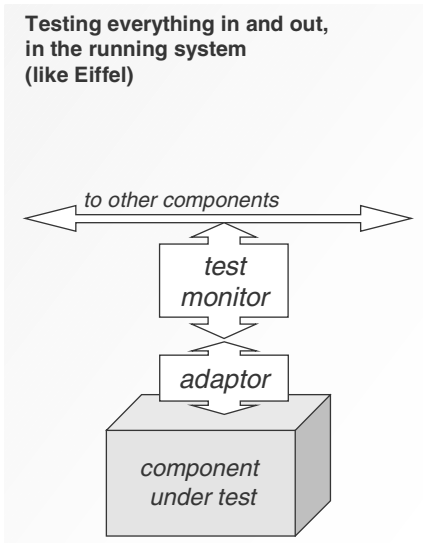 Testing everything in and out,
in the running system
(like Eiffel)
to other components
test
monitor
adaptor
component
under test